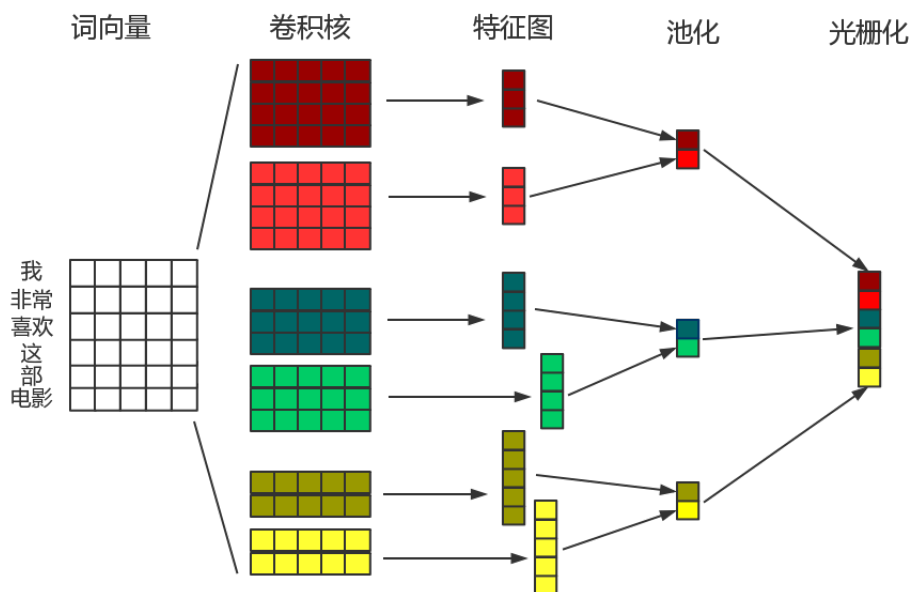 词向量
卷积核
特征图
池化
光栅化
我
非常
喜欢
这
部
电影